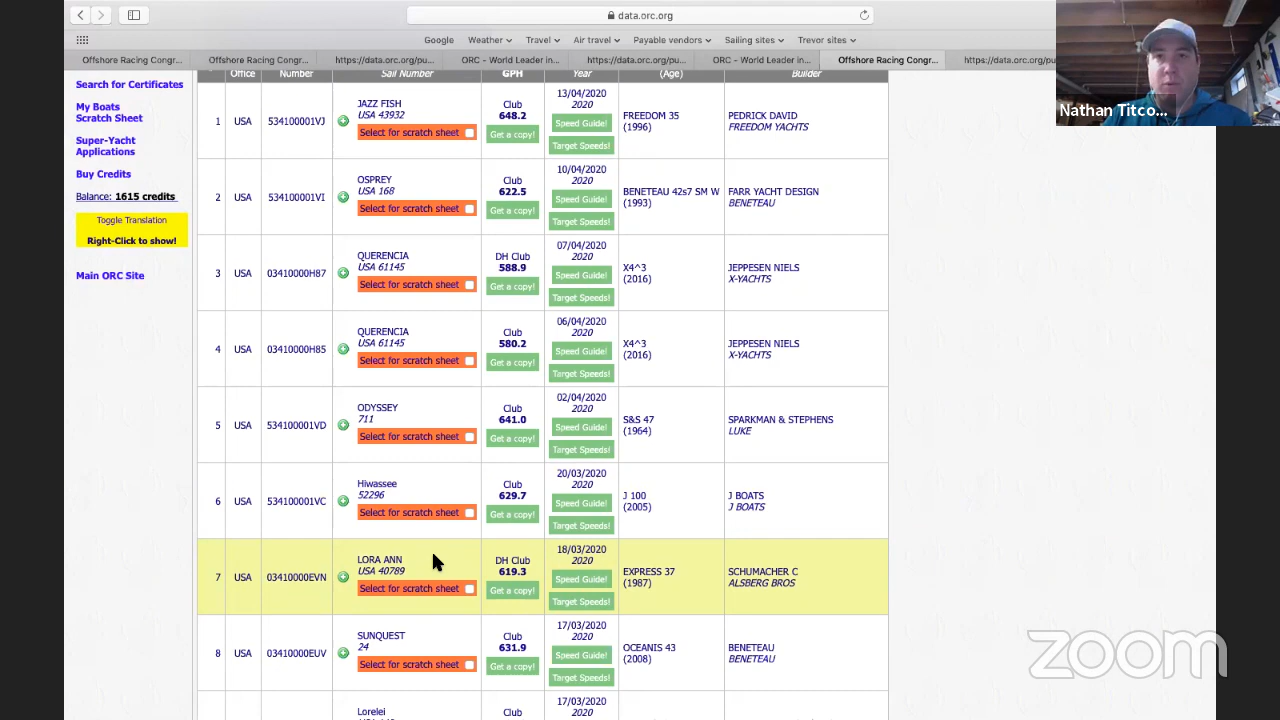 data.orc.org
Google Weather Travel Air travel Payable vendors Sailing sites Trevor sites
Offshore Racing Congr... Offshore Racing Congr... https://data.orc.org/pu... ORC - World Leader in... https://data.orc.org/pu... ORC - World Leader in... Offshore Racing Congr... https://data.orc.org/pu
Nathan Titco...
Search for Certificates
My Boats
Scratch Sheet
Super-Yacht
Applications
Buy Credits
Balance: 1615 credits
Toggle Translation
Right-Click to show!
Main ORC Site
Office Number Sail Number GPH Year (Age) Builder
1 USA 534100001VJ
JAZZ FISH
USA 43932
Select for scratch sheet
Club
648.2
Get a copy!
13/04/2020
2020
Speed Guide!
Target Speeds!
FREEDOM 35
(1996)
PEDRICK DAVID
FREEDOM YACHTS
2 USA 534100001VI
OSPREY
USA 168
Select for scratch sheet
Club
622.5
Get a copy!
10/04/2020
2020
Speed Guide!
Target Speeds!
BENETEAU 42s7 SM W
(1993)
FARR YACHT DESIGN
BENETEAU
3 USA 03410000H87
QUERENCIA
USA 61145
Select for scratch sheet
DH Club
588.9
Get a copy!
07/04/2020
2020
Speed Guide!
Target Speeds!
X4^3
(2016)
JEPPESEN NIELS
X-YACHTS
4 USA 03410000H85
QUERENCIA
USA 61145
Select for scratch sheet
Club
580.2
Get a copy!
06/04/2020
2020
Speed Guide!
Target Speeds!
X4^3
(2016)
JEPPESEN NIELS
X-YACHTS
5 USA 534100001VD
ODYSSEY
711
Select for scratch sheet
Club
641.0
Get a copy!
02/04/2020
2020
Speed Guide!
Target Speeds!
S&S 47
(1964)
SPARKMAN & STEPHENS
LUKE
6 USA 534100001VC
Hiwassee
52296
Select for scratch sheet
Club
629.7
Get a copy!
20/03/2020
2020
Speed Guide!
Target Speeds!
J 100
(2005)
J BOATS
J BOATS
7 USA 03410000EVN
LORA ANN
USA 40789
Select for scratch sheet
DH Club
619.3
Get a copy!
18/03/2020
2020
Speed Guide!
Target Speeds!
EXPRESS 37
(1987)
SCHUMACHER C
ALSBERG BROS
8 USA 03410000EUV
SUNQUEST
24
Select for scratch sheet
Club
631.9
Get a copy!
17/03/2020
2020
Speed Guide!
Target Speeds!
OCEANIS 43
(2008)
BENETEAU
BENETEAU
Lorelei
Club
17/03/2020
2020
zoom